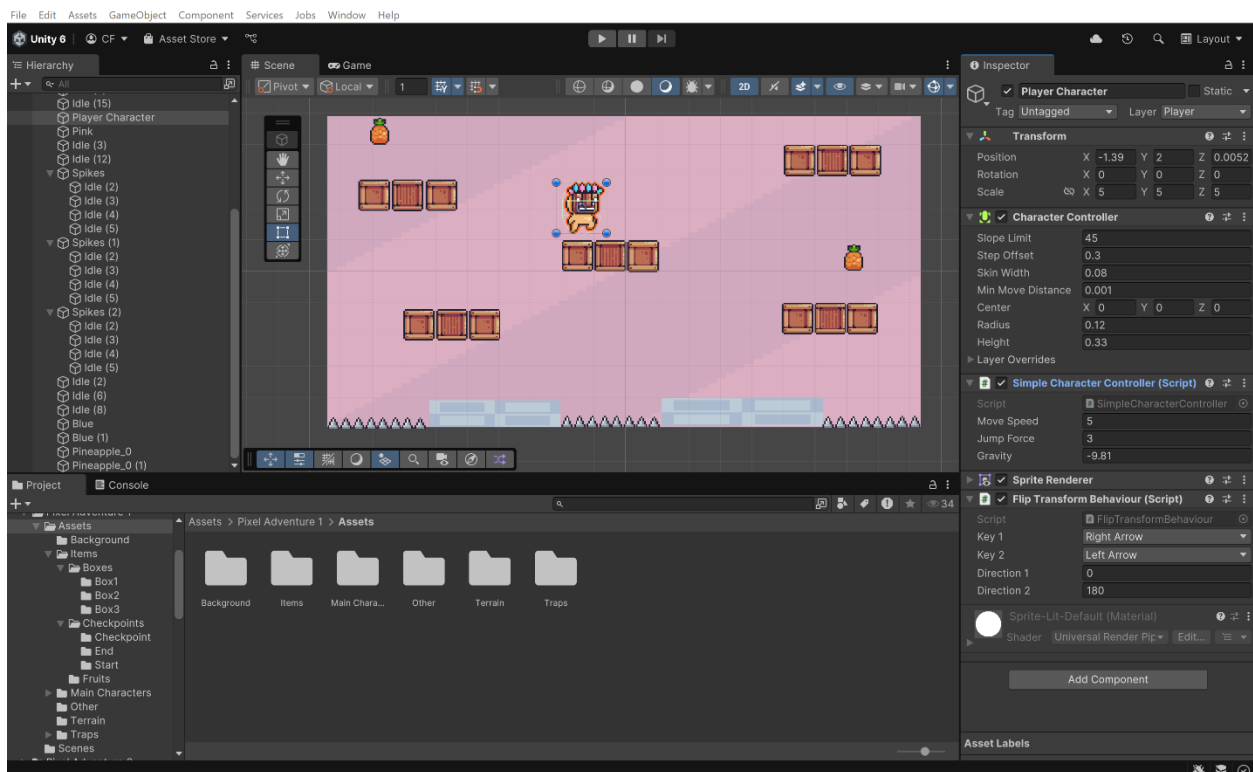 File Edit Assets GameObject Component Services Jobs Window Help
Unity 6 CF Asset Store Layout
Hierarchy
All
Idle (15)
Player Character
Pink
Idle (3)
Idle (12)
Spikes
Idle (2)
Idle (3)
Idle (4)
Idle (5)
Spikes (1)
Idle (2)
Idle (3)
Idle (4)
Idle (5)
Spikes (2)
Idle (2)
Idle (3)
Idle (4)
Idle (5)
Idle (2)
Idle (6)
Idle (8)
Blue
Blue (1)
Pineapple_0
Pineapple_0 (1)
Scene Game
Pivot Local 1 2D
Inspector
Player Character Static
Tag Untagged Layer Player
Transform
Position X -1.39 Y 2 Z 0.0052
Rotation X 0 Y 0 Z 0
Scale X 5 Y 5 Z 5
Character Controller
Slope Limit 45
Step Offset 0.3
Skin Width 0.08
Min Move Distance 0.001
Center X 0 Y 0 Z 0
Radius 0.12
Height 0.33
Layer Overrides
Simple Character Controller (Script)
Script SimpleCharacterController
Move Speed 5
Jump Force 3
Gravity -9.81
Sprite Renderer
Flip Transform Behaviour (Script)
Script FlipTransformBehaviour
Key 1 Right Arrow
Key 2 Left Arrow
Direction 1 0
Direction 2 180
Sprite-Lit-Default (Material)
Shader Universal Render Pip Edit...
Add Component
Asset Labels
Project Console
34
Assets
Background
Items
Boxes
Box1
Box2
Box3
Checkpoints
Checkpoint
End
Start
Fruits
Main Characters
Other
Terrain
Traps
Scenes
Assets > Pixel Adventure 1 > Assets
Background Items Main Chara... Other Terrain Traps